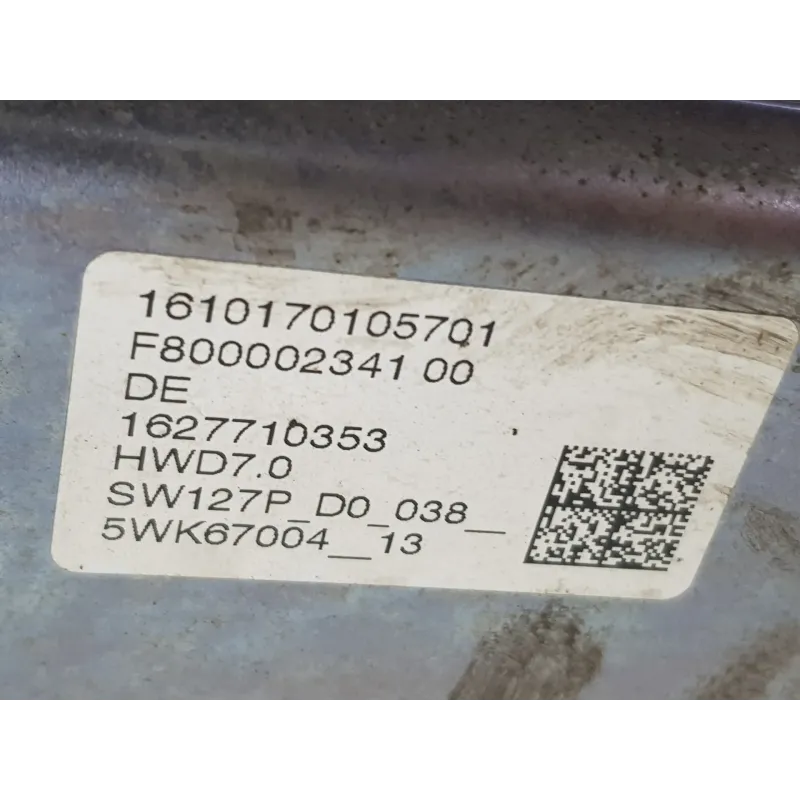 1610170105701
F800002341 00
DE
1627710353
HWD7.0
SW127P_D0_038__
5WK67004__13